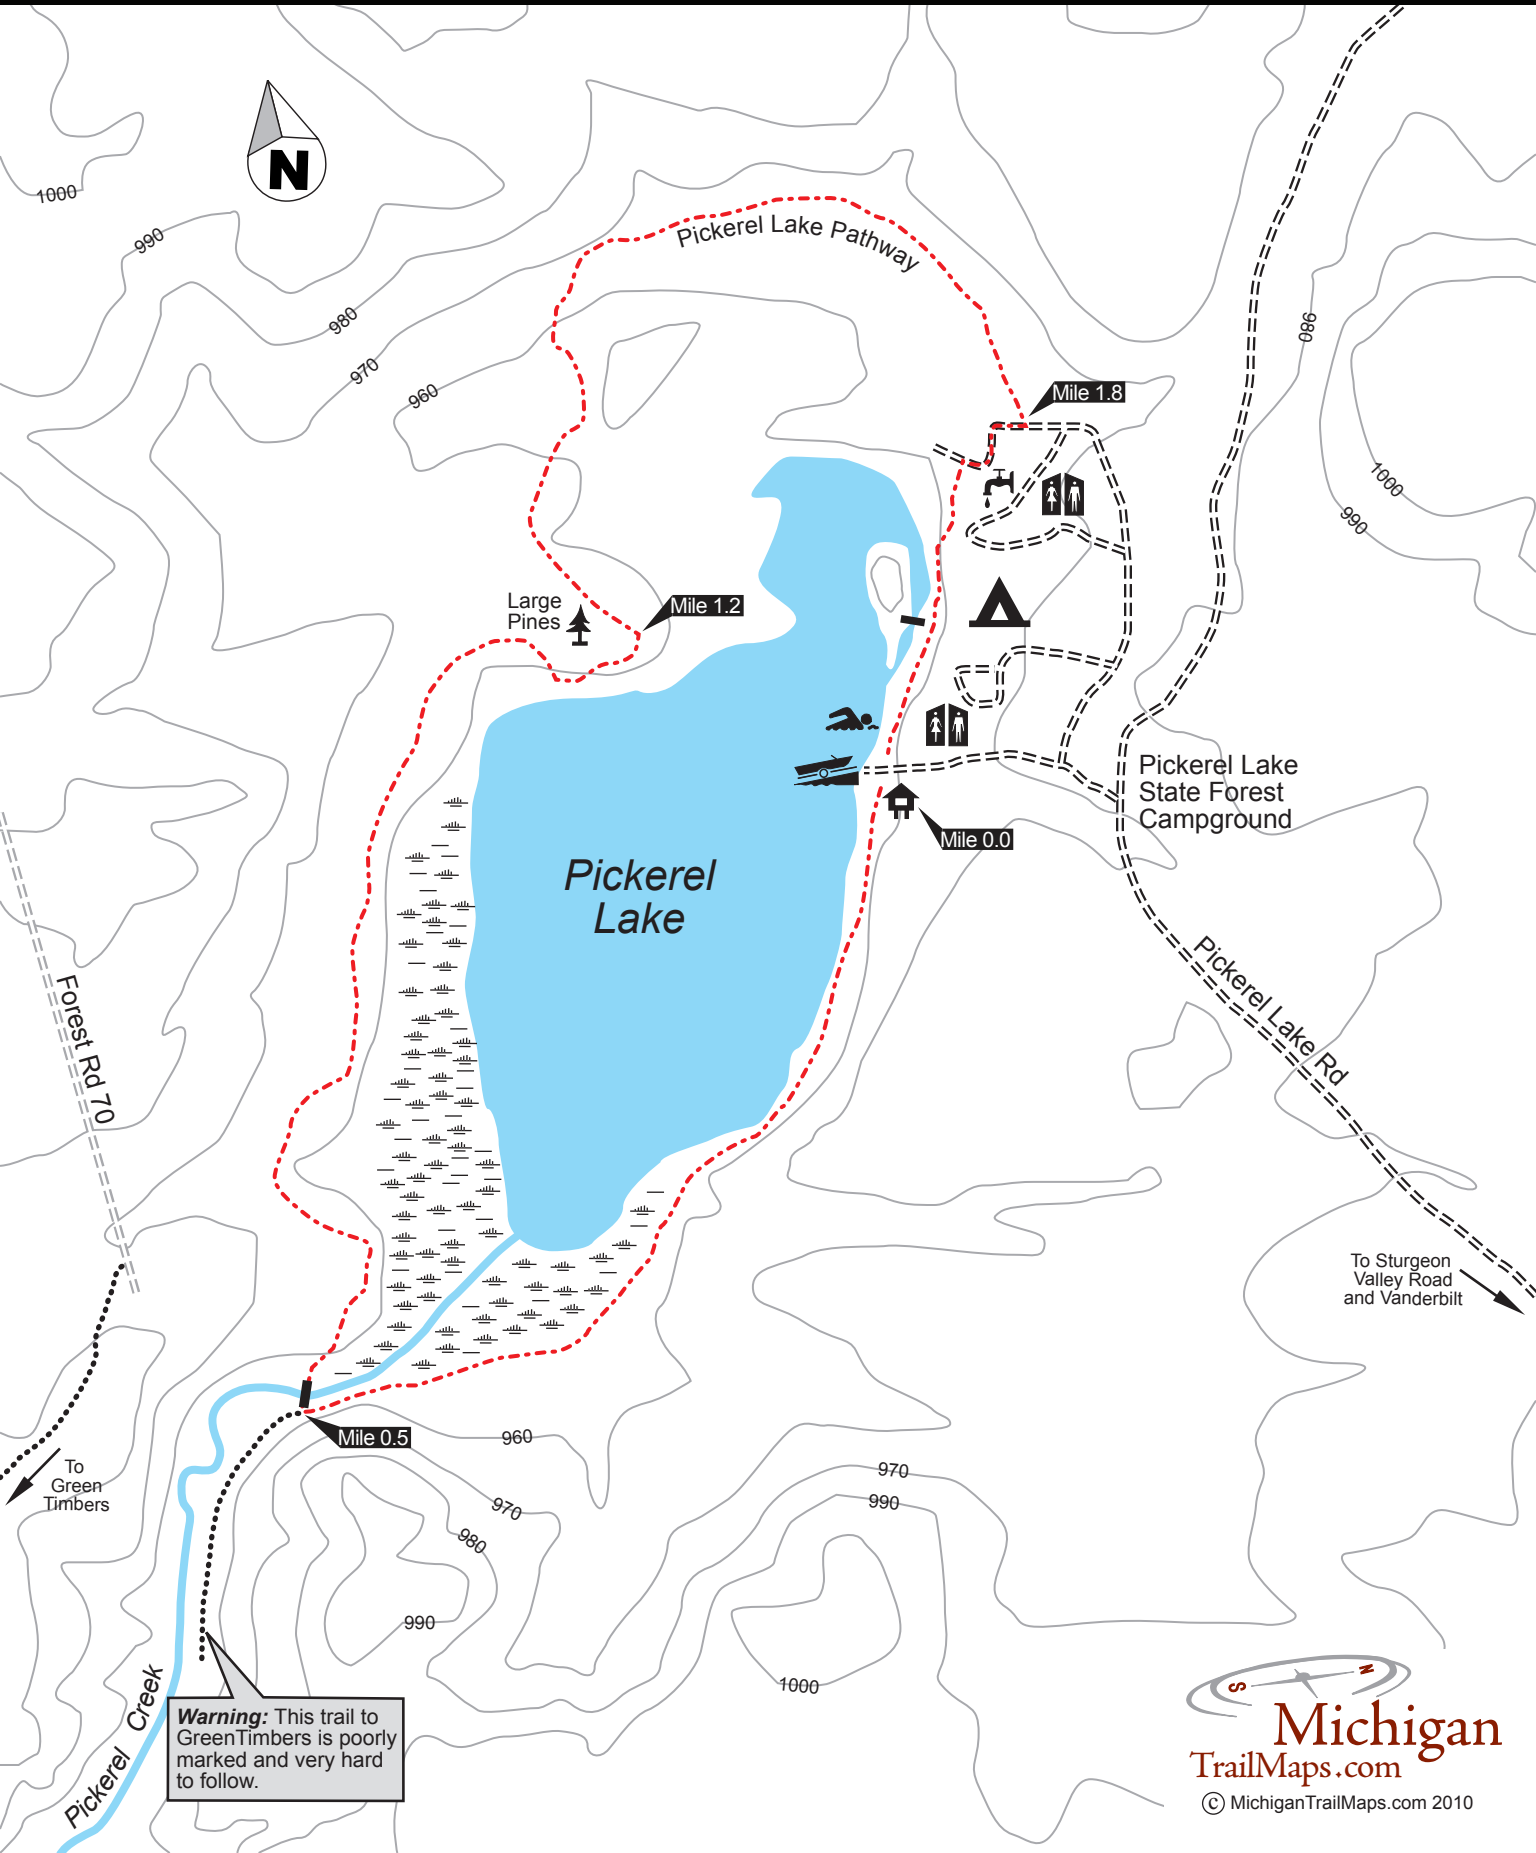 N
1000
990
980
970
960
Pickerel Lake Pathway
980
1000
990
Mile 1.8
Large
Pines
Mile 1.2
Pickerel Lake
State Forest
Campground
Mile 0.0
Pickerel
Lake
Forest Rd 70
Pickerel Lake Rd
To Sturgeon
Valley Road
and Vanderbilt
Mile 0.5
To
Green
Timbers
960
970
980
990
970
990
1000
Pickerel Creek
Warning: This trail to
GreenTimbers is poorly
marked and very hard
to follow.
S N
Michigan
TrailMaps.com
© MichiganTrailMaps.com 2010